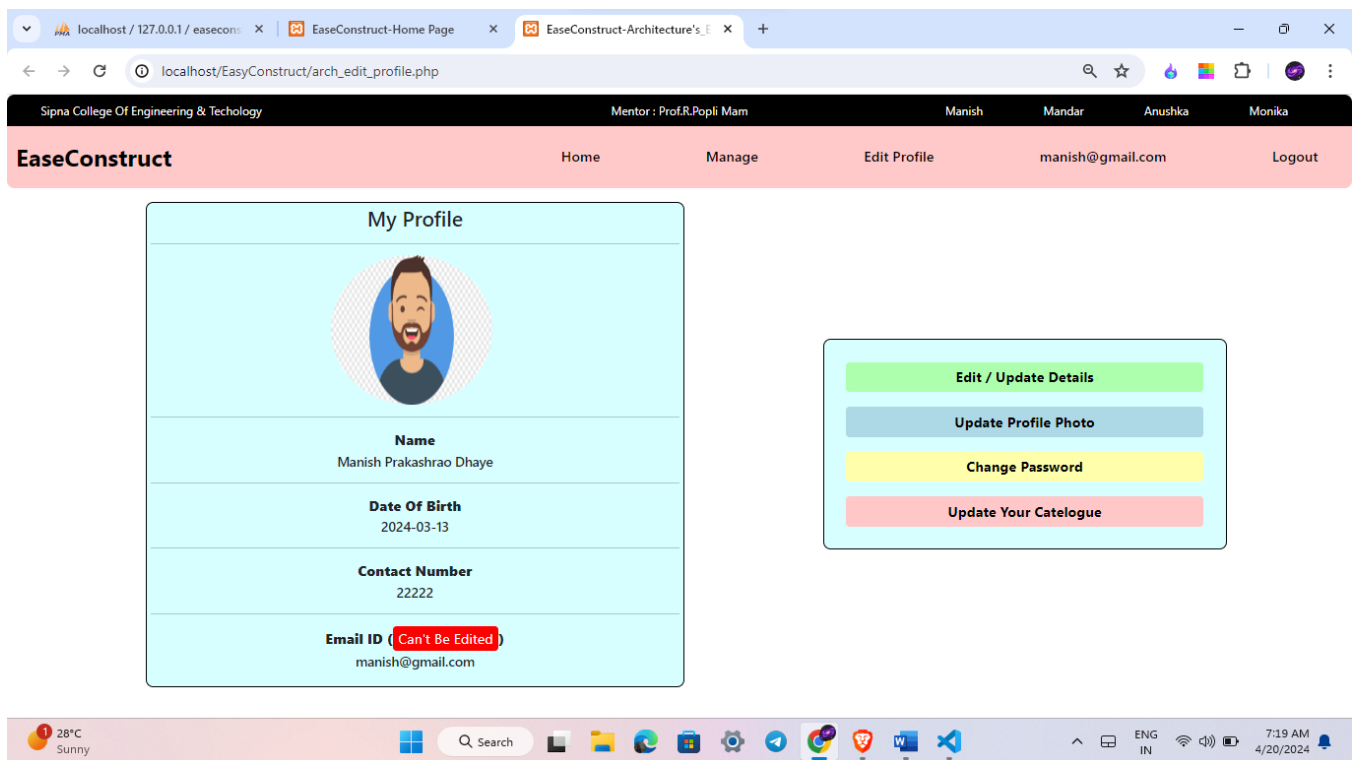 localhost / 127.0.0.1 / easecons
EaseConstruct-Home Page
EaseConstruct-Architecture's_E
localhost/EasyConstruct/arch_edit_profile.php
Sipna College Of Engineering & Techology Mentor : Prof.R.Popli Mam Manish Mandar Anushka Monika
EaseConstruct Home Manage Edit Profile manish@gmail.com Logout
My Profile
Name
Manish Prakashrao Dhaye
Date Of Birth
2024-03-13
Contact Number
22222
Email ID ( Can't Be Edited )
manish@gmail.com
Edit / Update Details
Update Profile Photo
Change Password
Update Your Catelogue
1
28°C
Sunny
Search
ENG
IN
7:19 AM
4/20/2024